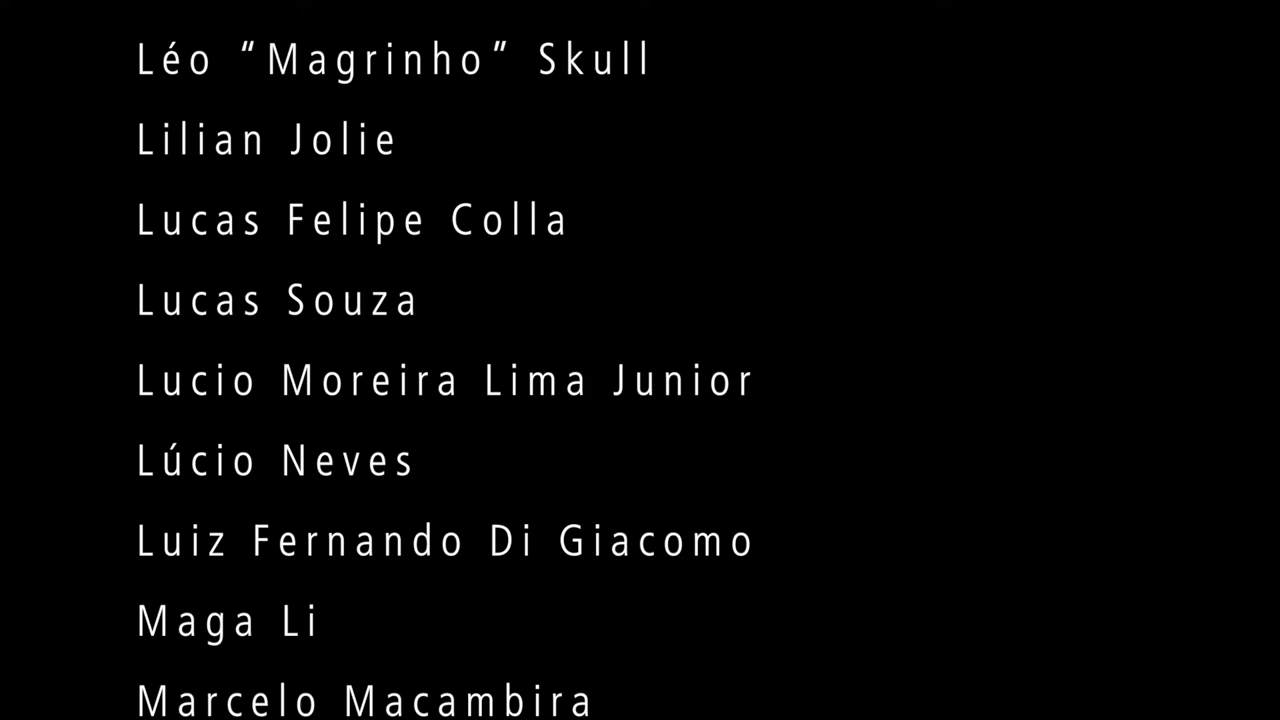 Léo “Magrinho” Skull
Lilian Jolie
Lucas Felipe Colla
Lucas Souza
Lucio Moreira Lima Junior
Lúcio Neves
Luiz Fernando Di Giacomo
Maga Li
Marcelo Macambira